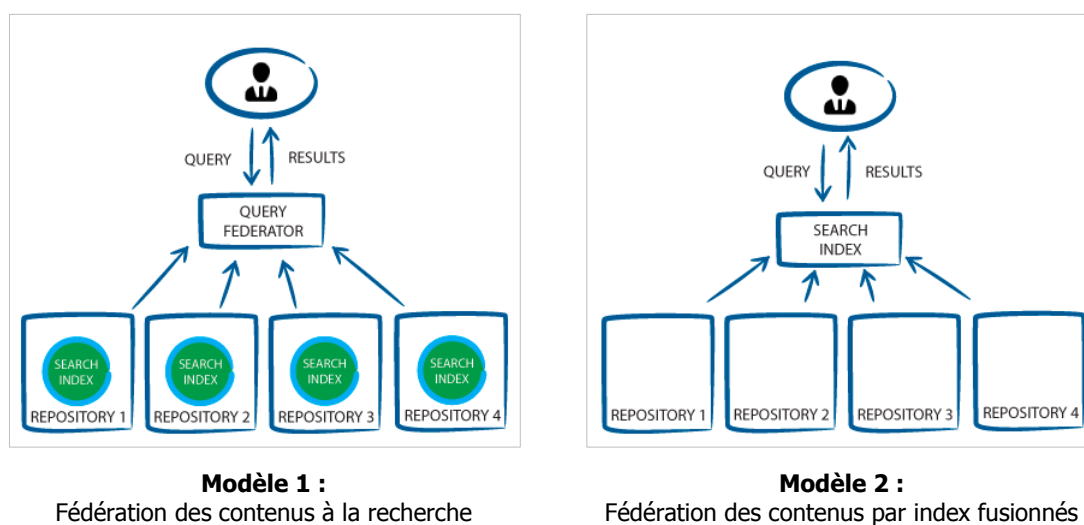 QUERY
RESULTS
QUERY
FEDERATOR
SEARCH
INDEX
REPOSITORY 1
SEARCH
INDEX
REPOSITORY 2
SEARCH
INDEX
REPOSITORY 3
SEARCH
INDEX
REPOSITORY 4
Modèle 1 :
Fédération des contenus à la recherche
QUERY
RESULTS
SEARCH
INDEX
REPOSITORY 1
REPOSITORY 2
REPOSITORY 3
REPOSITORY 4
Modèle 2 :
Fédération des contenus par index fusionnés